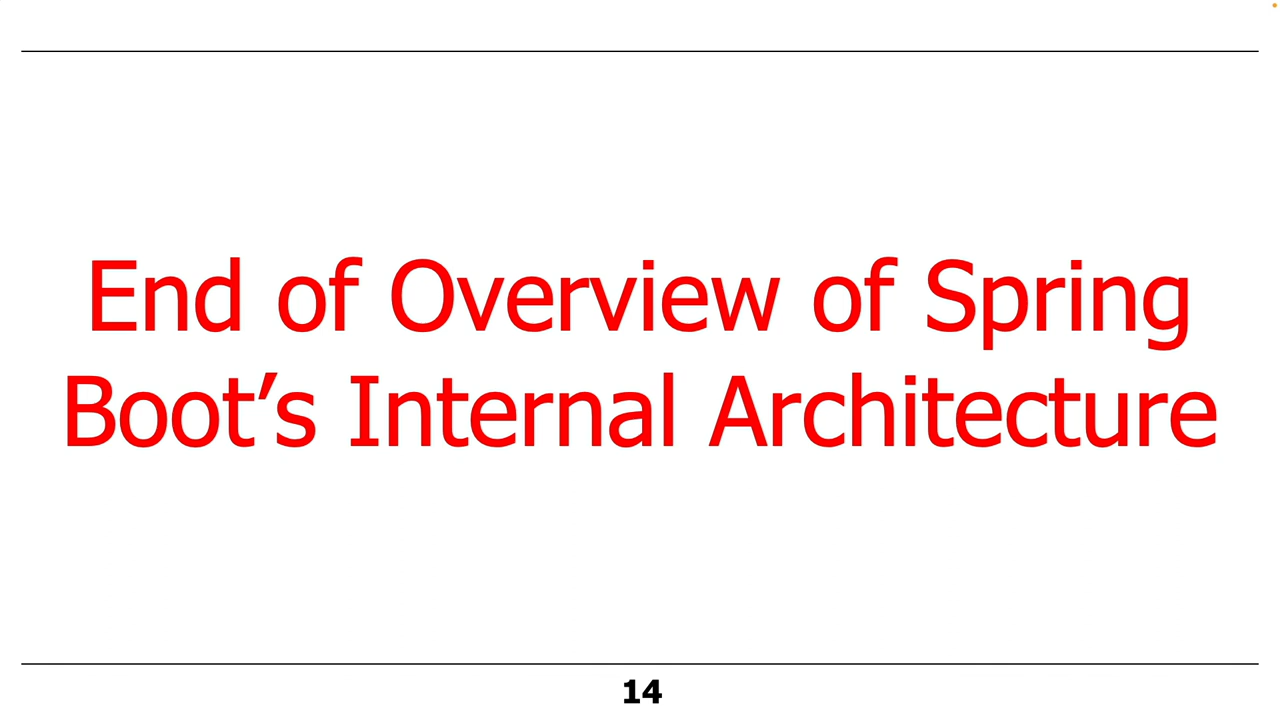 End of Overview of Spring
Boot’s Internal Architecture
14